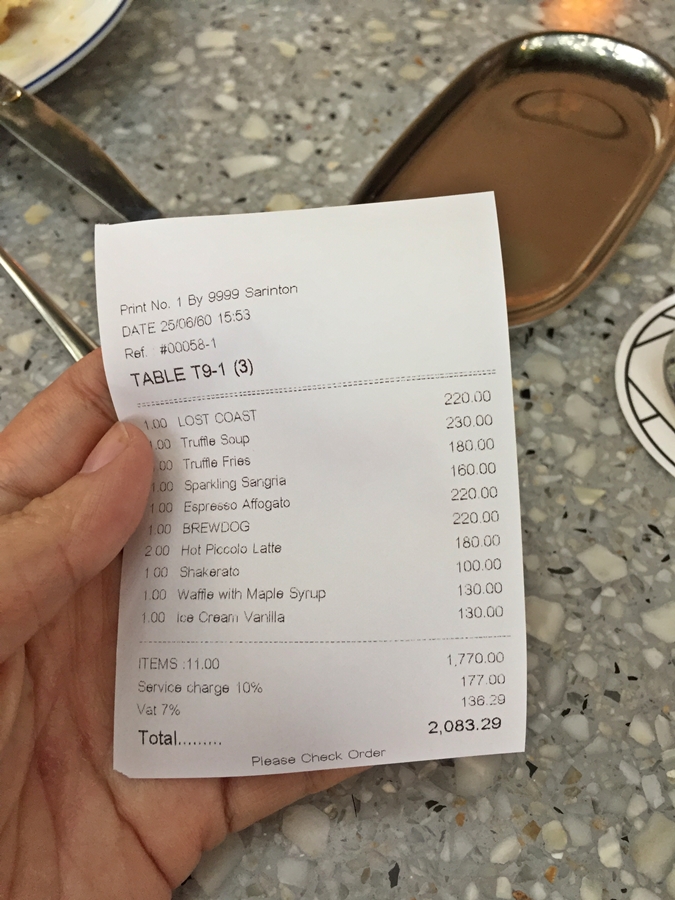 Print No. 1 By 9999 Sarinton
DATE 25/06/60 15:53
Ref. #00058-1
TABLE T9-1 (3)
1.00 LOST COAST 220.00
1.00 Truffle Soup 230.00
.00 Truffle Fries 180.00
1.00 Sparkling Sangria 160.00
1.00 Espresso Affogato 220.00
1.00 BREWDOG 220.00
2.00 Hot Piccolo Latte 180.00
1.00 Shakerato 100.00
1.00 Waffle with Maple Syrup 130.00
1.00 Ice Cream Vanilla 130.00
ITEMS :11.00 1,770.00
Service charge 10% 177.00
Vat 7% 136.29
Total......... 2,083.29
Please Check Order